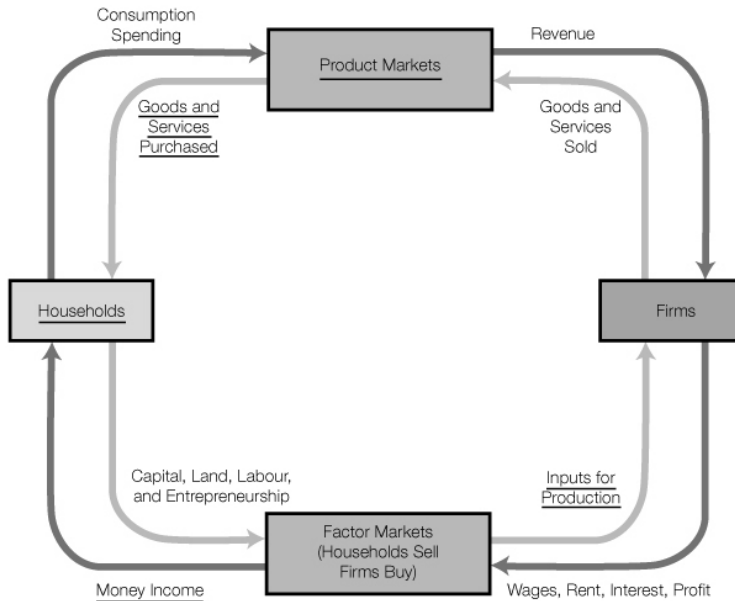 Consumption
Spending
Product Markets
Revenue
Goods and
Services
Purchased
Goods and
Services
Sold
Households
Firms
Capital, Land, Labour,
and Entrepreneurship
Inputs for
Production
Factor Markets
(Households Sell
Firms Buy)
Money Income
Wages, Rent, Interest, Profit